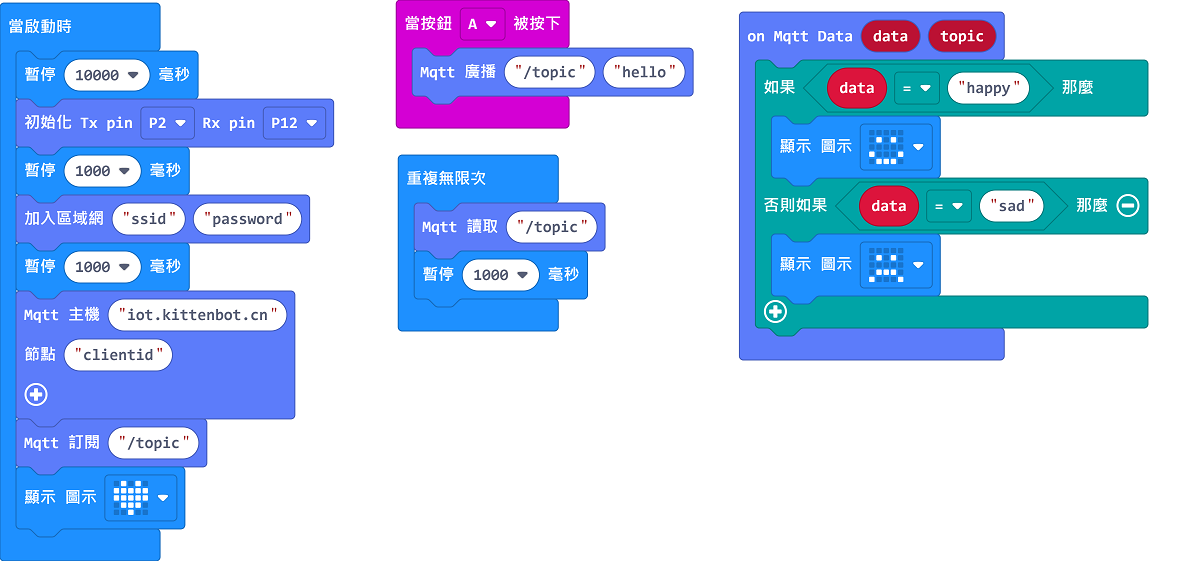 當啟動時
暫停 10000 毫秒
初始化 Tx pin P2 Rx pin P12
暫停 1000 毫秒
加入區域網 "ssid" "password"
暫停 1000 毫秒
Mqtt 主機 "iot.kittenbot.cn"
節點 "clientid"
Mqtt 訂閱 "/topic"
顯示 圖示
當按鈕 A 被按下
Mqtt 廣播 "/topic" "hello"
重複無限次
Mqtt 讀取 "/topic"
暫停 1000 毫秒
on Mqtt Data data topic
如果 data = "happy" 那麼
顯示 圖示
否則如果 data = "sad" 那麼
顯示 圖示